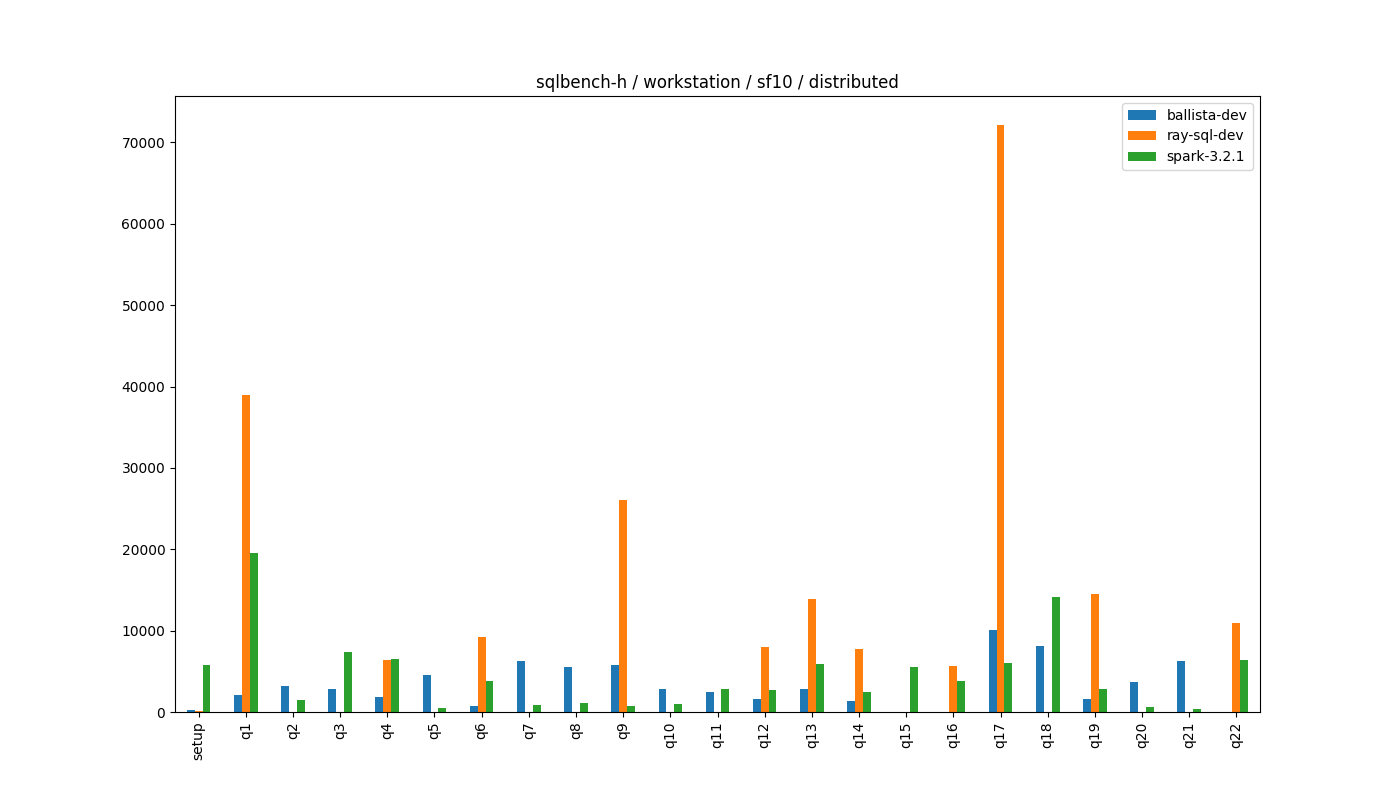 sqlbench-h / workstation / sf10 / distributed
ballista-dev
ray-sql-dev
spark-3.2.1
70000
60000
50000
40000
30000
20000
10000
0
setup
q1
q2
q3
q4
q5
q6
q7
q8
q9
q10
q11
q12
q13
q14
q15
q16
q17
q18
q19
q20
q21
q22